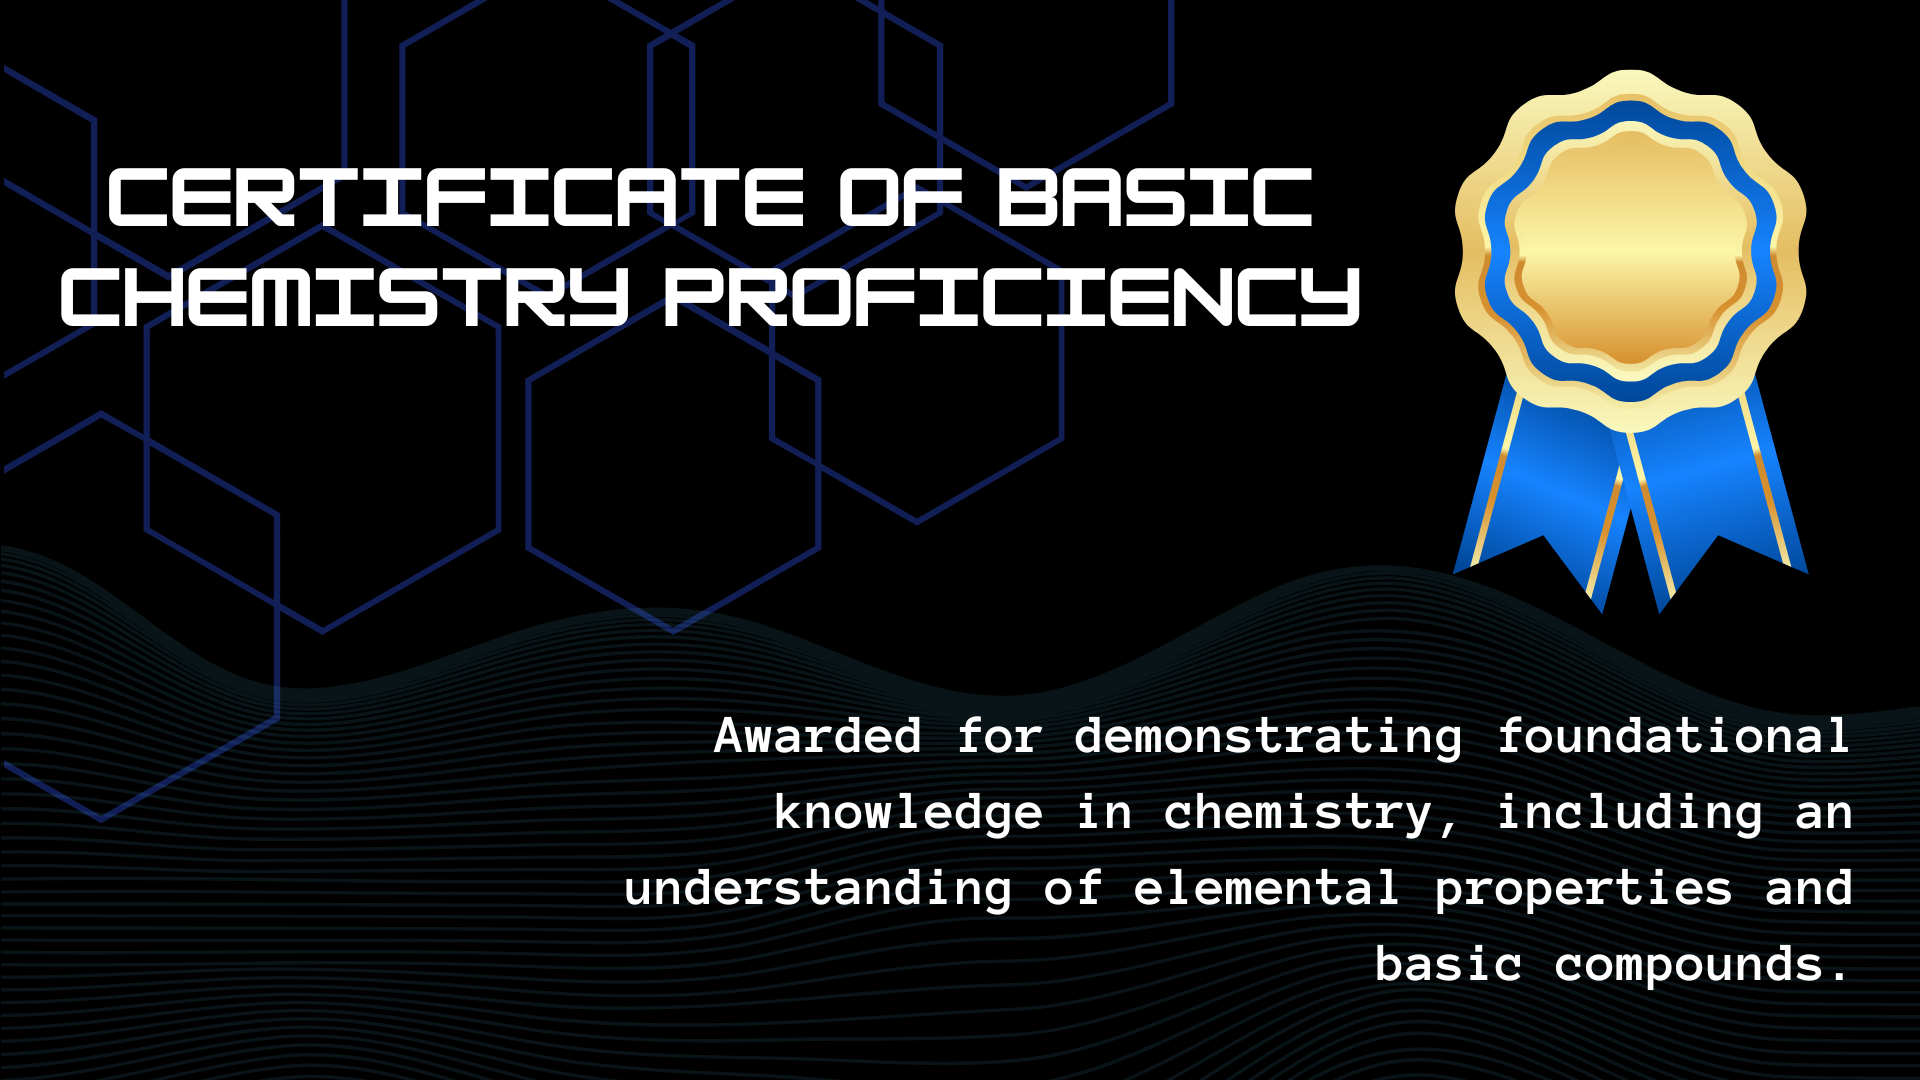 CERTIFICATE OF BASIC
CHEMISTRY PROFICIENCY
Awarded for demonstrating foundational
knowledge in chemistry, including an
understanding of elemental properties and
basic compounds.